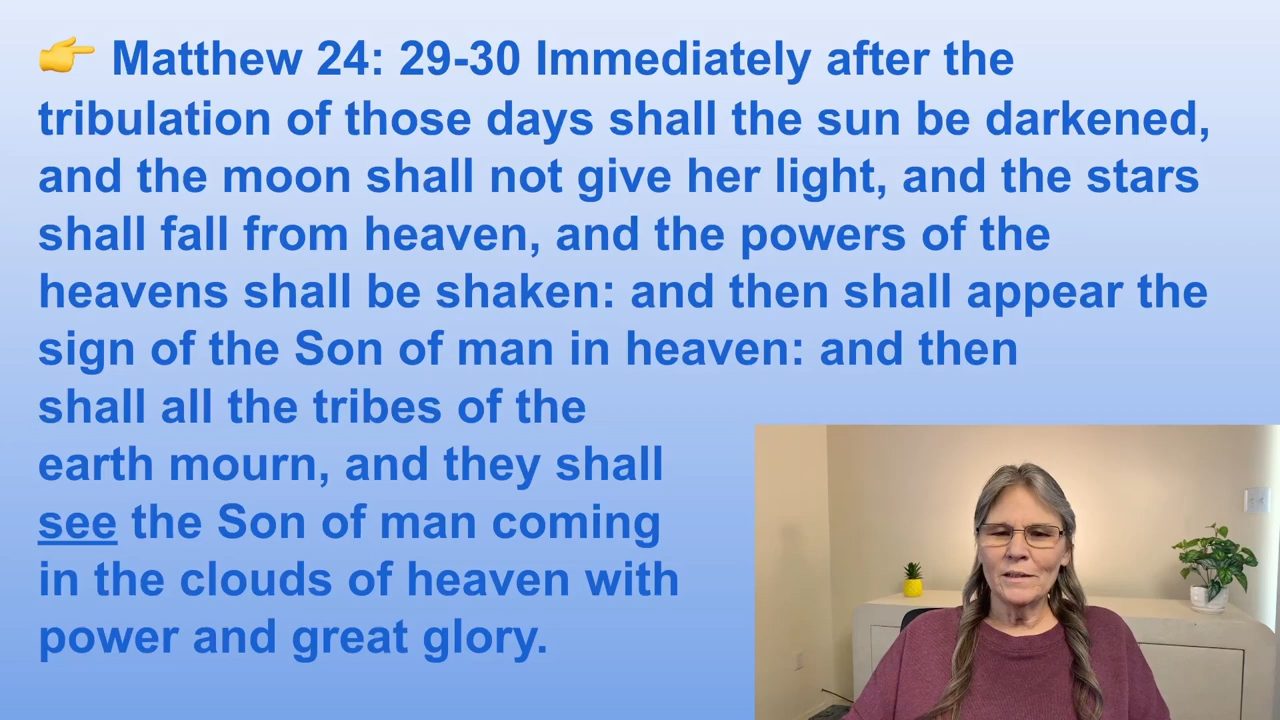 👉 Matthew 24: 29-30 Immediately after the
tribulation of those days shall the sun be darkened,
and the moon shall not give her light, and the stars
shall fall from heaven, and the powers of the
heavens shall be shaken: and then shall appear the
sign of the Son of man in heaven: and then
shall all the tribes of the
earth mourn, and they shall
see the Son of man coming
in the clouds of heaven with
power and great glory.